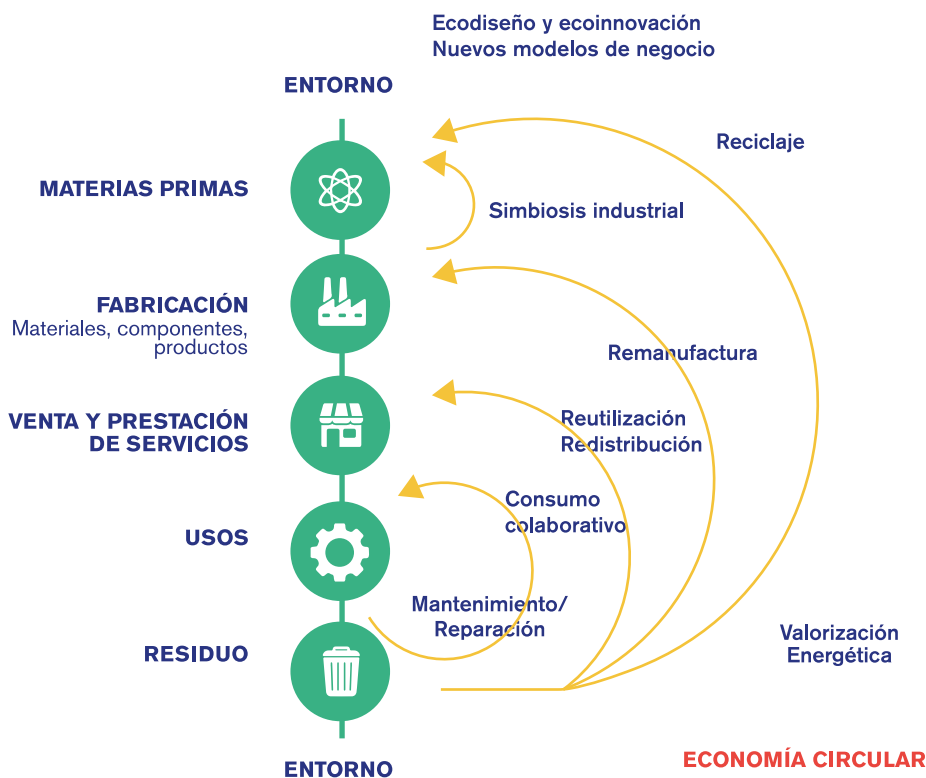 Ecodiseño y ecoinnovación
Nuevos modelos de negocio
ENTORNO
Reciclaje
MATERIAS PRIMAS
Simbiosis industrial
FABRICACIÓN
Materiales, componentes,
productos
Remanufactura
VENTA Y PRESTACIÓN
DE SERVICIOS
Reutilización
Redistribución
Consumo
colaborativo
USOS
Mantenimiento/
Reparación
RESIDUO
Valorización
Energética
ENTORNO
ECONOMÍA CIRCULAR